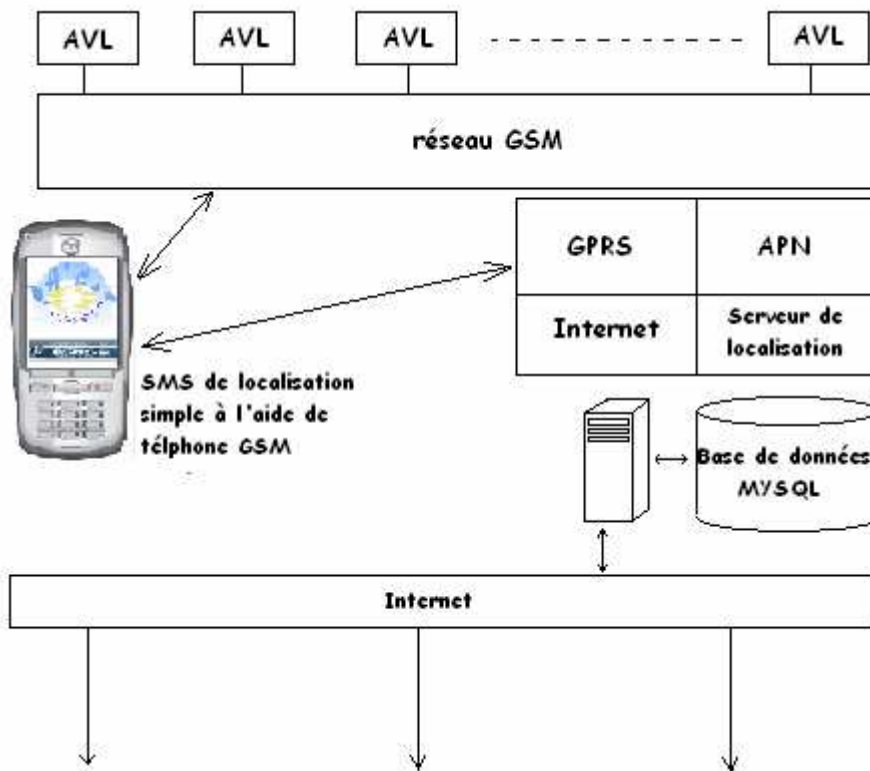 AVL
AVL
AVL
AVL
réseau GSM
GPRS
APN
Internet
Serveur de
localisation
SMS de localisation
simple à l'aide de
télphone GSM
Base de données
MYSQL
Internet